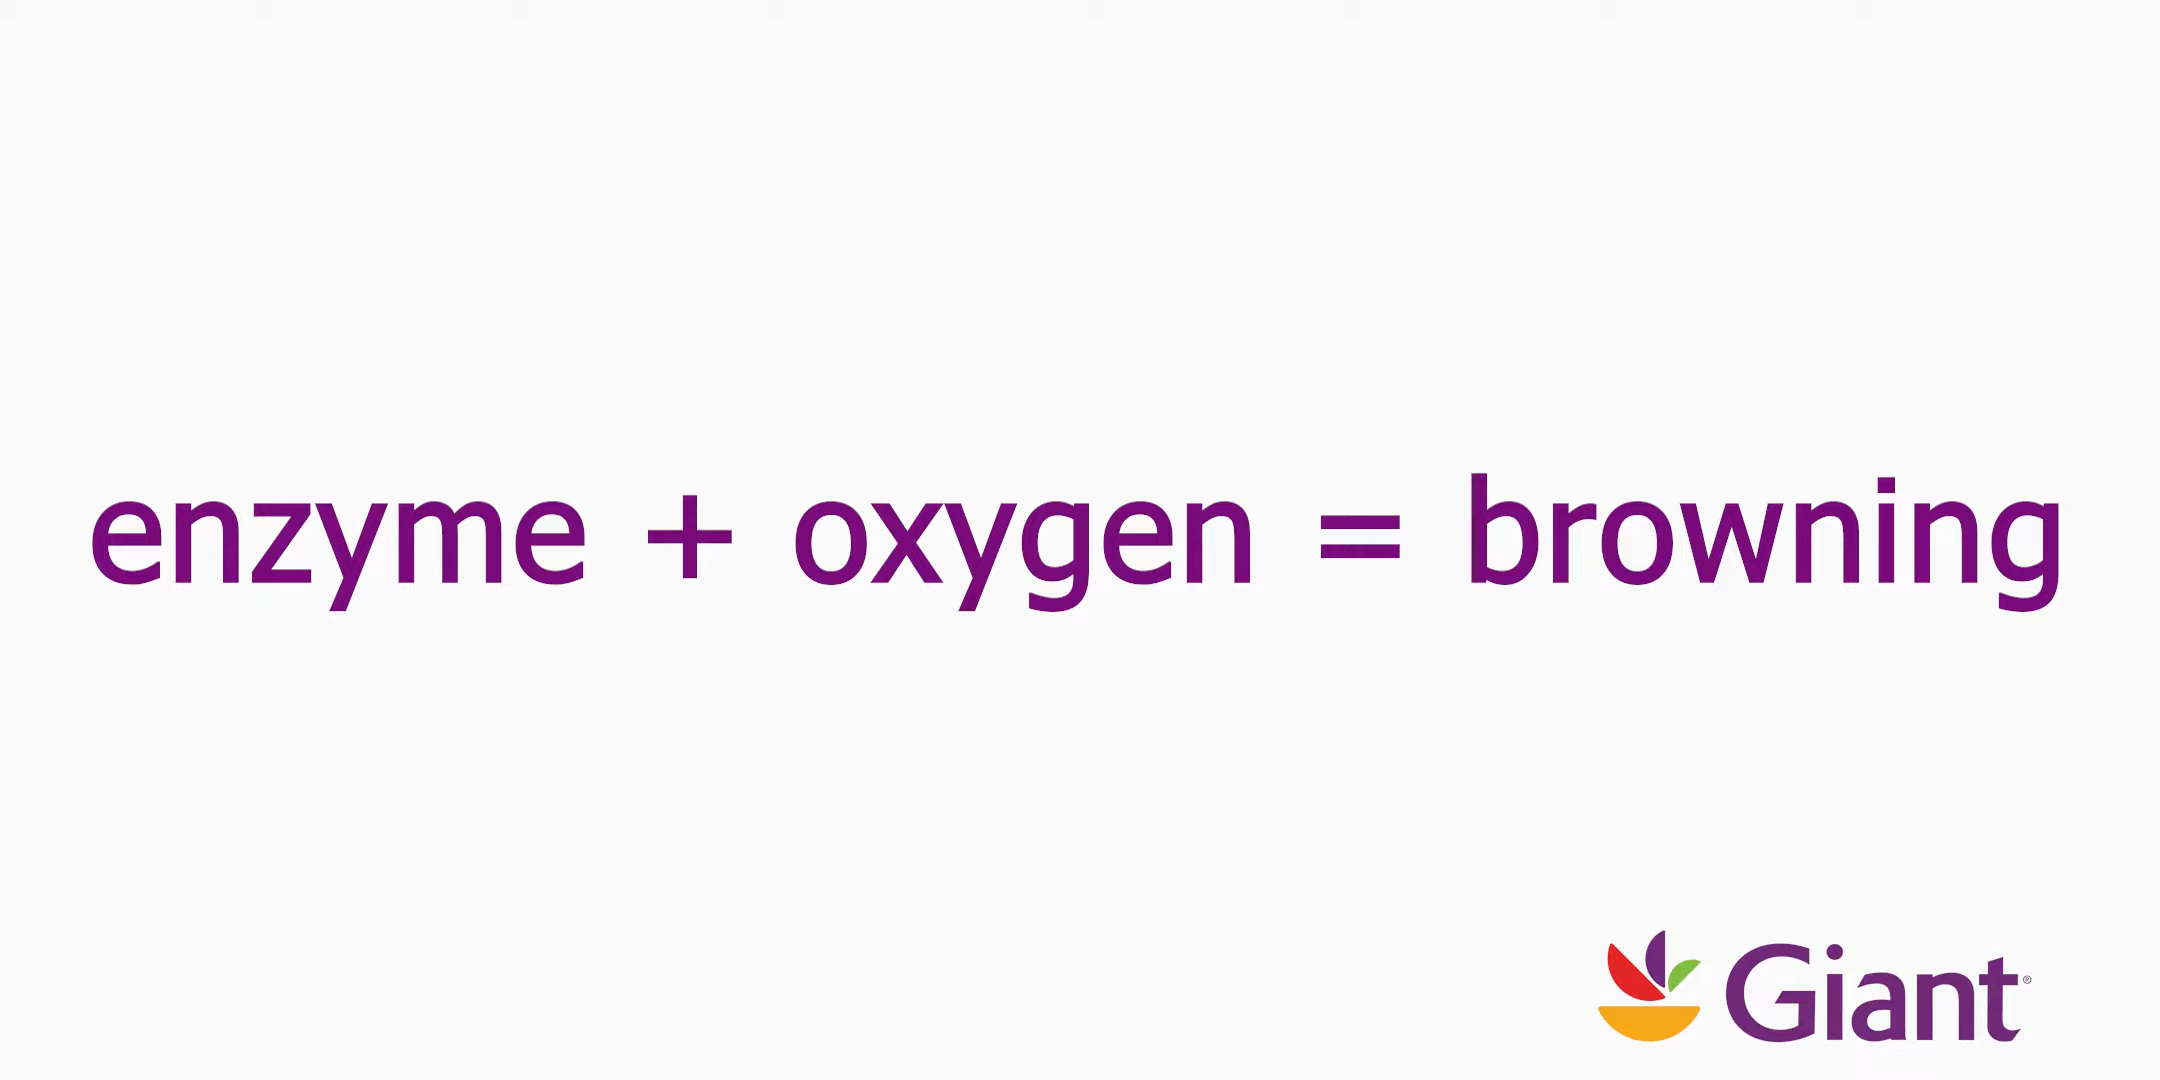 enzyme + oxygen = browning
Giant®